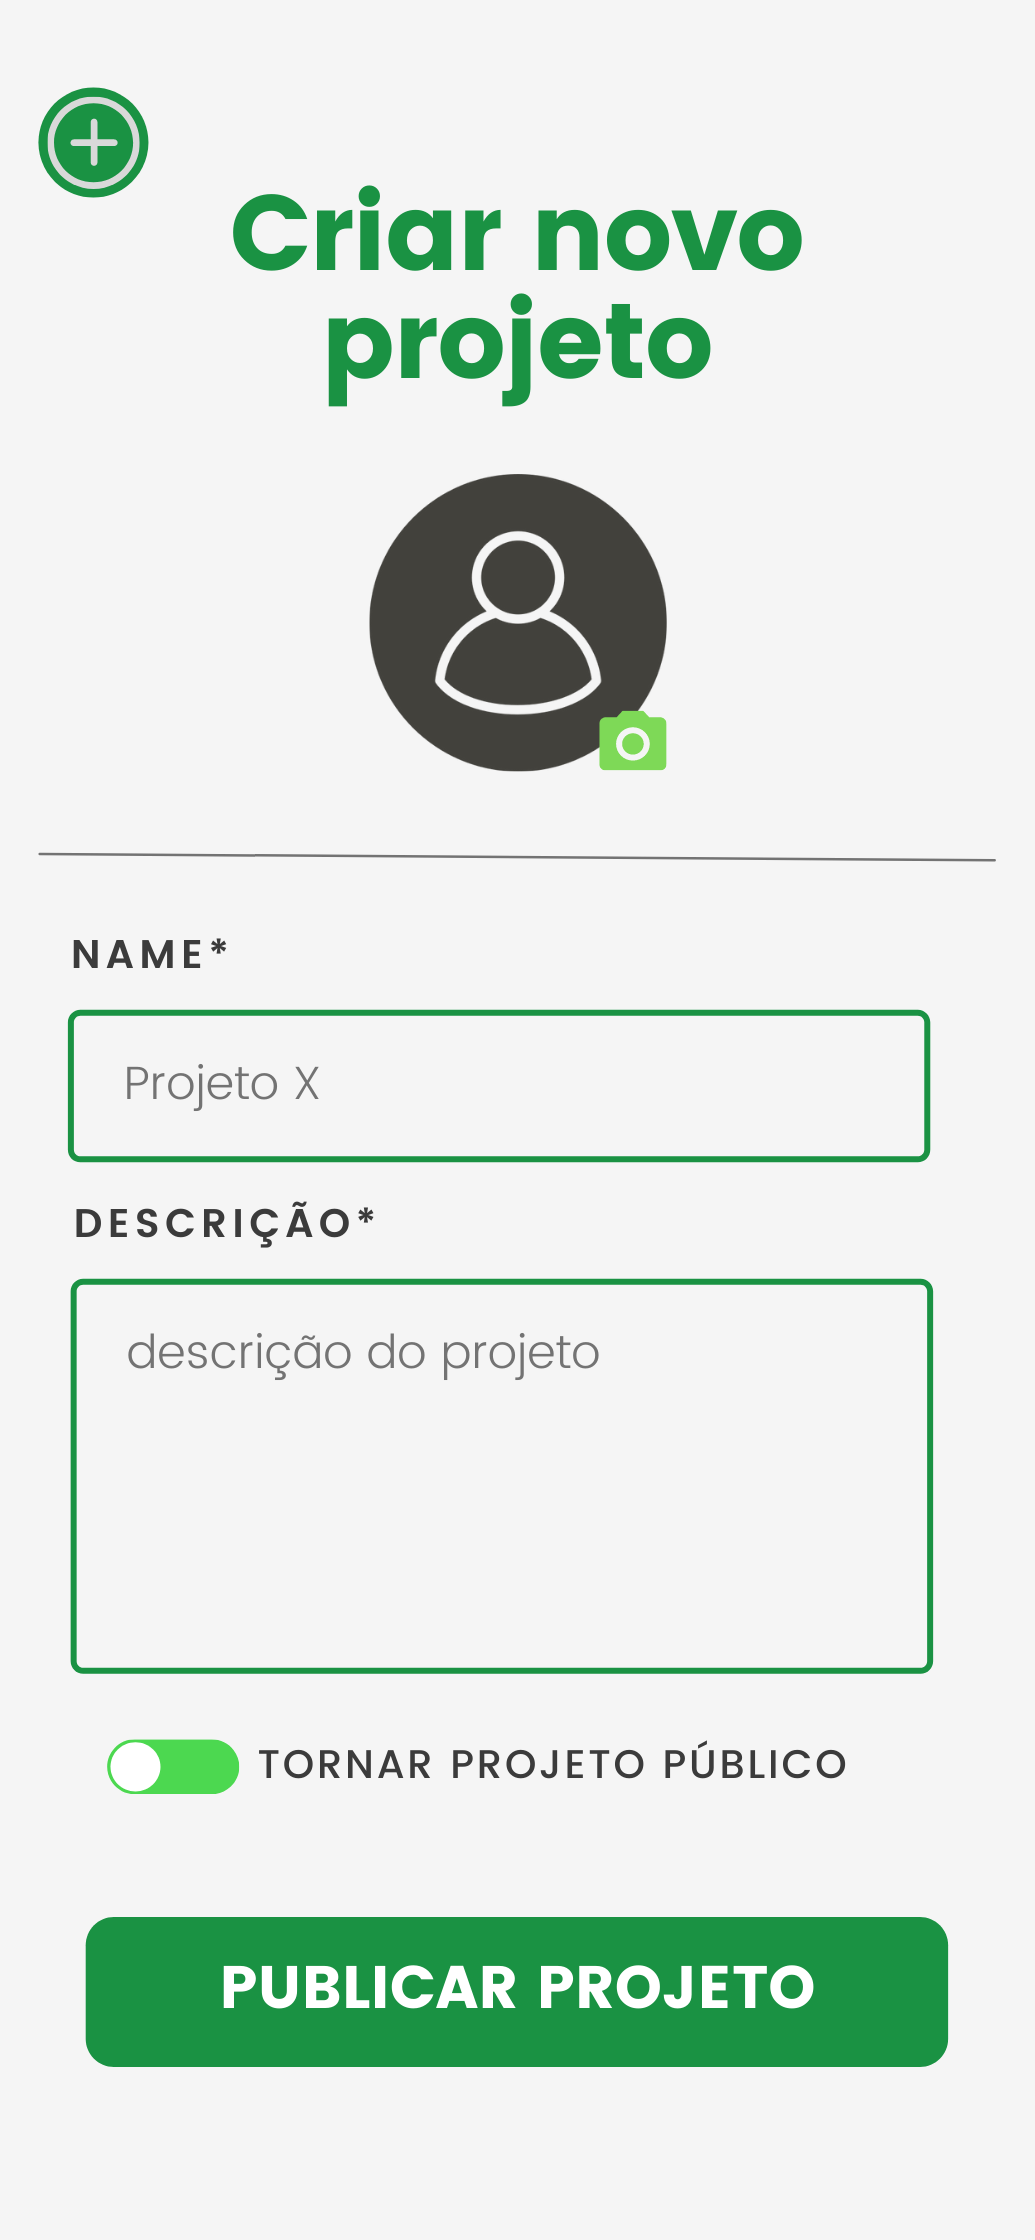 Criar novo
projeto
NAME*
Projeto X
DESCRIÇÃO*
descrição do projeto
TORNAR PROJETO PÚBLICO
PUBLICAR PROJETO